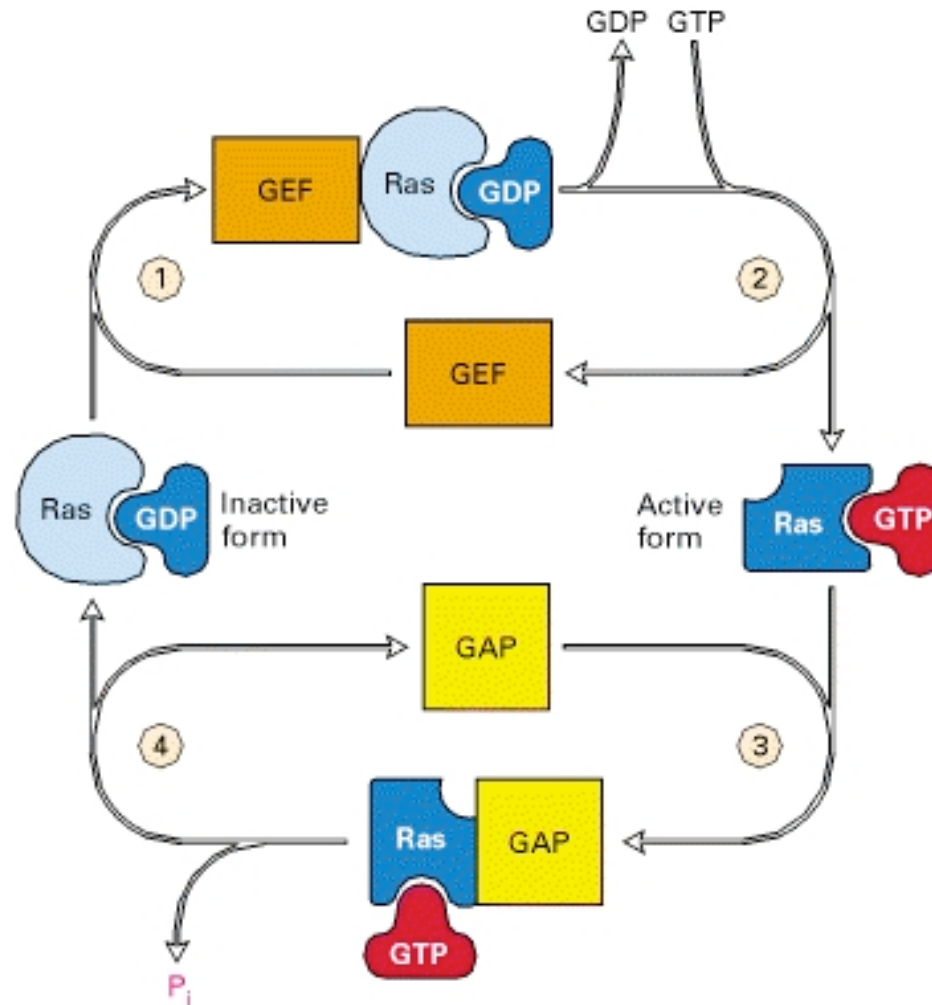 GDP GTP
GEF
Ras
GDP
1
2
GEF
Ras
GDP
Inactive
form
Active
form
Ras
GTP
GAP
4
3
Ras
GAP
GTP
Pi